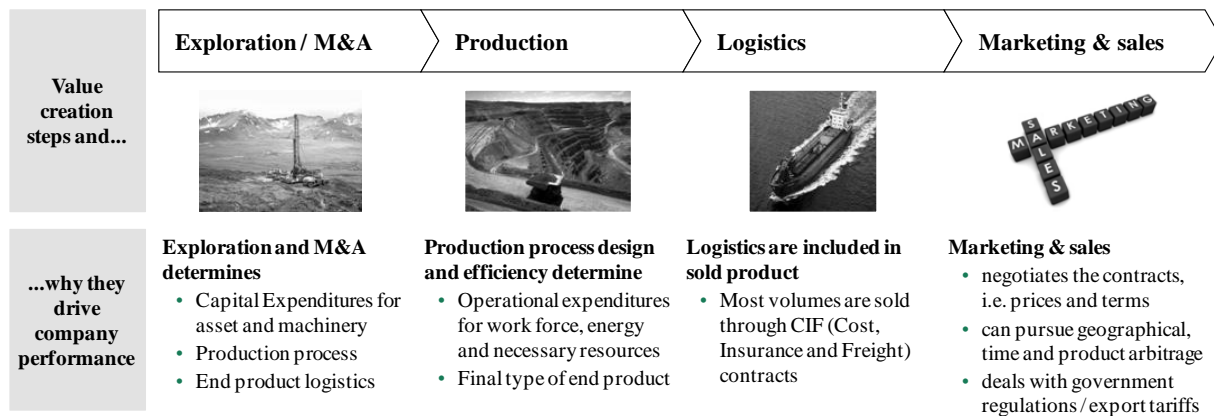 Exploration / M&A
Production
Logistics
Marketing & sales
Value
creation
steps and...
MARKETING
SALES
...why they
drive
company
performance
Exploration and M&A
determines
• Capital Expenditures for
asset and machinery
• Production process
• End product logistics
Production process design
and efficiency determine
• Operational expenditures
for work force, energy
and necessary resources
• Final type of end product
Logistics are included in
sold product
• Most volumes are sold
through CIF (Cost,
Insurance and Freight)
contracts
Marketing & sales
• negotiates the contracts,
i.e. prices and terms
• can pursue geographical,
time and product arbitrage
• deals with government
regulations / export tariffs